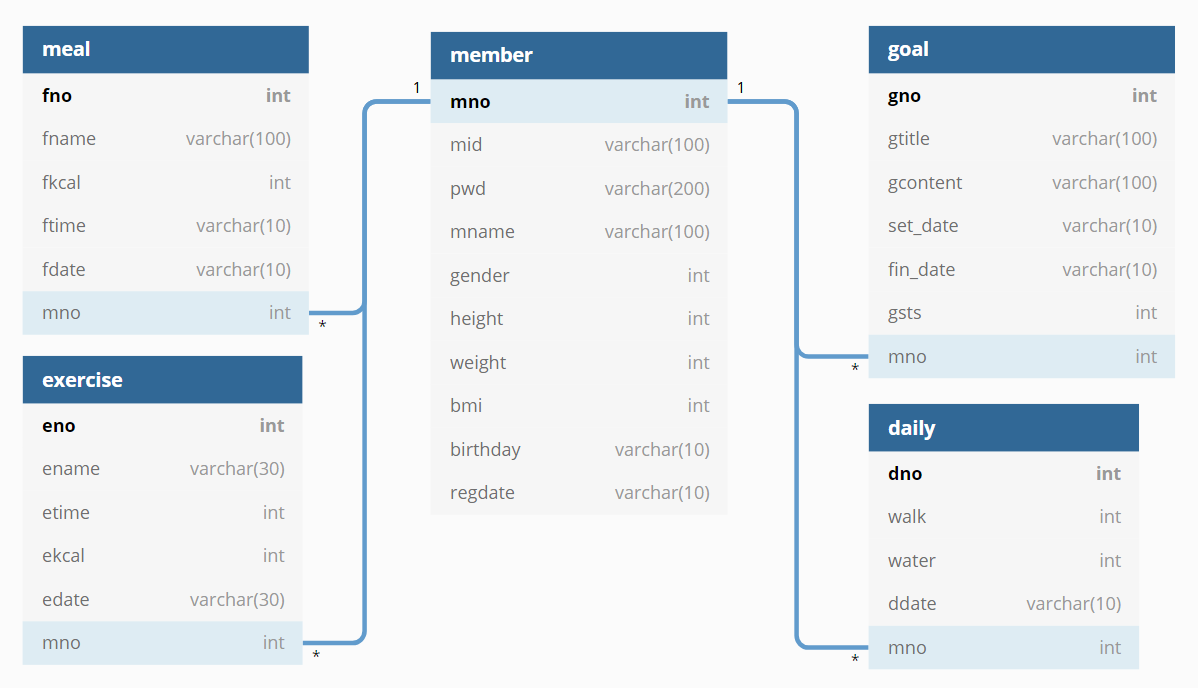 meal
fno int
fname varchar(100)
fkcal int
ftime varchar(10)
fdate varchar(10)
mno int
*
exercise
eno int
ename varchar(30)
etime int
ekcal int
edate varchar(30)
mno int
*
member
1
mno int
1
mid varchar(100)
pwd varchar(200)
mname varchar(100)
gender int
height int
weight int
bmi int
birthday varchar(10)
regdate varchar(10)
goal
gno int
gtitle varchar(100)
gcontent varchar(100)
set_date varchar(10)
fin_date varchar(10)
gsts int
mno int
*
daily
dno int
walk int
water int
ddate varchar(10)
mno int
*